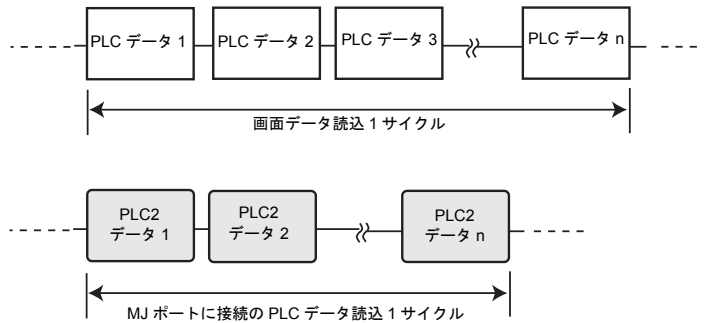 PLC データ 1
PLC データ 2
PLC データ 3
PLC データ n
画面データ読込 1 サイクル
PLC2
データ 1
PLC2
データ 2
PLC2
データ n
MJ ポートに接続の PLC データ読込 1 サイクル